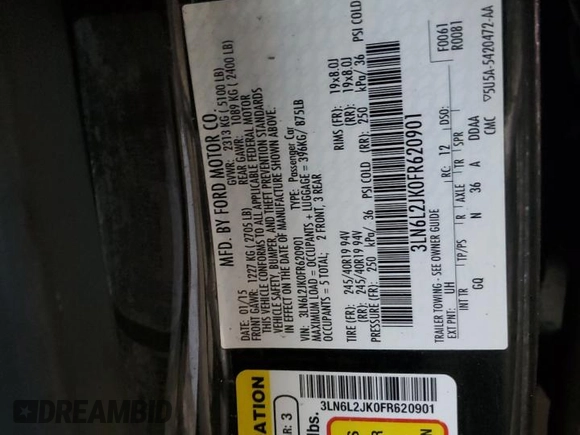 MFD. BY FORD MOTOR CO.
DATE: 01/15 GVWR: 2313 KG ( 5100 LB)
FRONT GAWR: 1227 KG ( 2705 LB) REAR GAWR: 1089 KG ( 2400 LB)
THIS VEHICLE CONFORMS TO ALL APPLICABLE FEDERAL MOTOR
VEHICLE SAFETY, BUMPER, AND THEFT PREVENTION STANDARDS
IN EFFECT ON THE DATE OF MANUFACTURE SHOWN ABOVE.
VIN: 3LN6L2JK0FR620901 TYPE: Passenger Car
MAXIMUM LOAD = OCCUPANTS + LUGGAGE = 396KG/ 875LB
OCCUPANTS = 5 TOTAL; 2 FRONT, 3 REAR
TIRE (FR): 245/40R19 94V RIMS (FR): 19x8.0J
(RR): 245/40R19 94V (RR): 19x8.0J
PRESSURE (FR): 250 kPa/ 36 PSI COLD (RR): 250 kPa/ 36 PSI COLD
3LN6L2JK0FR620901
F0061
R0081
TRAILER TOWING - SEE OWNER GUIDE
EXT PNT: UH RC: 12 DSO:
INT TR TP/PS R AXLE TR SPR
GQ N 36 A DDAA
CMC 5U5A-5420472-AA
3LN6L2JK0FR620901
3
lbs.